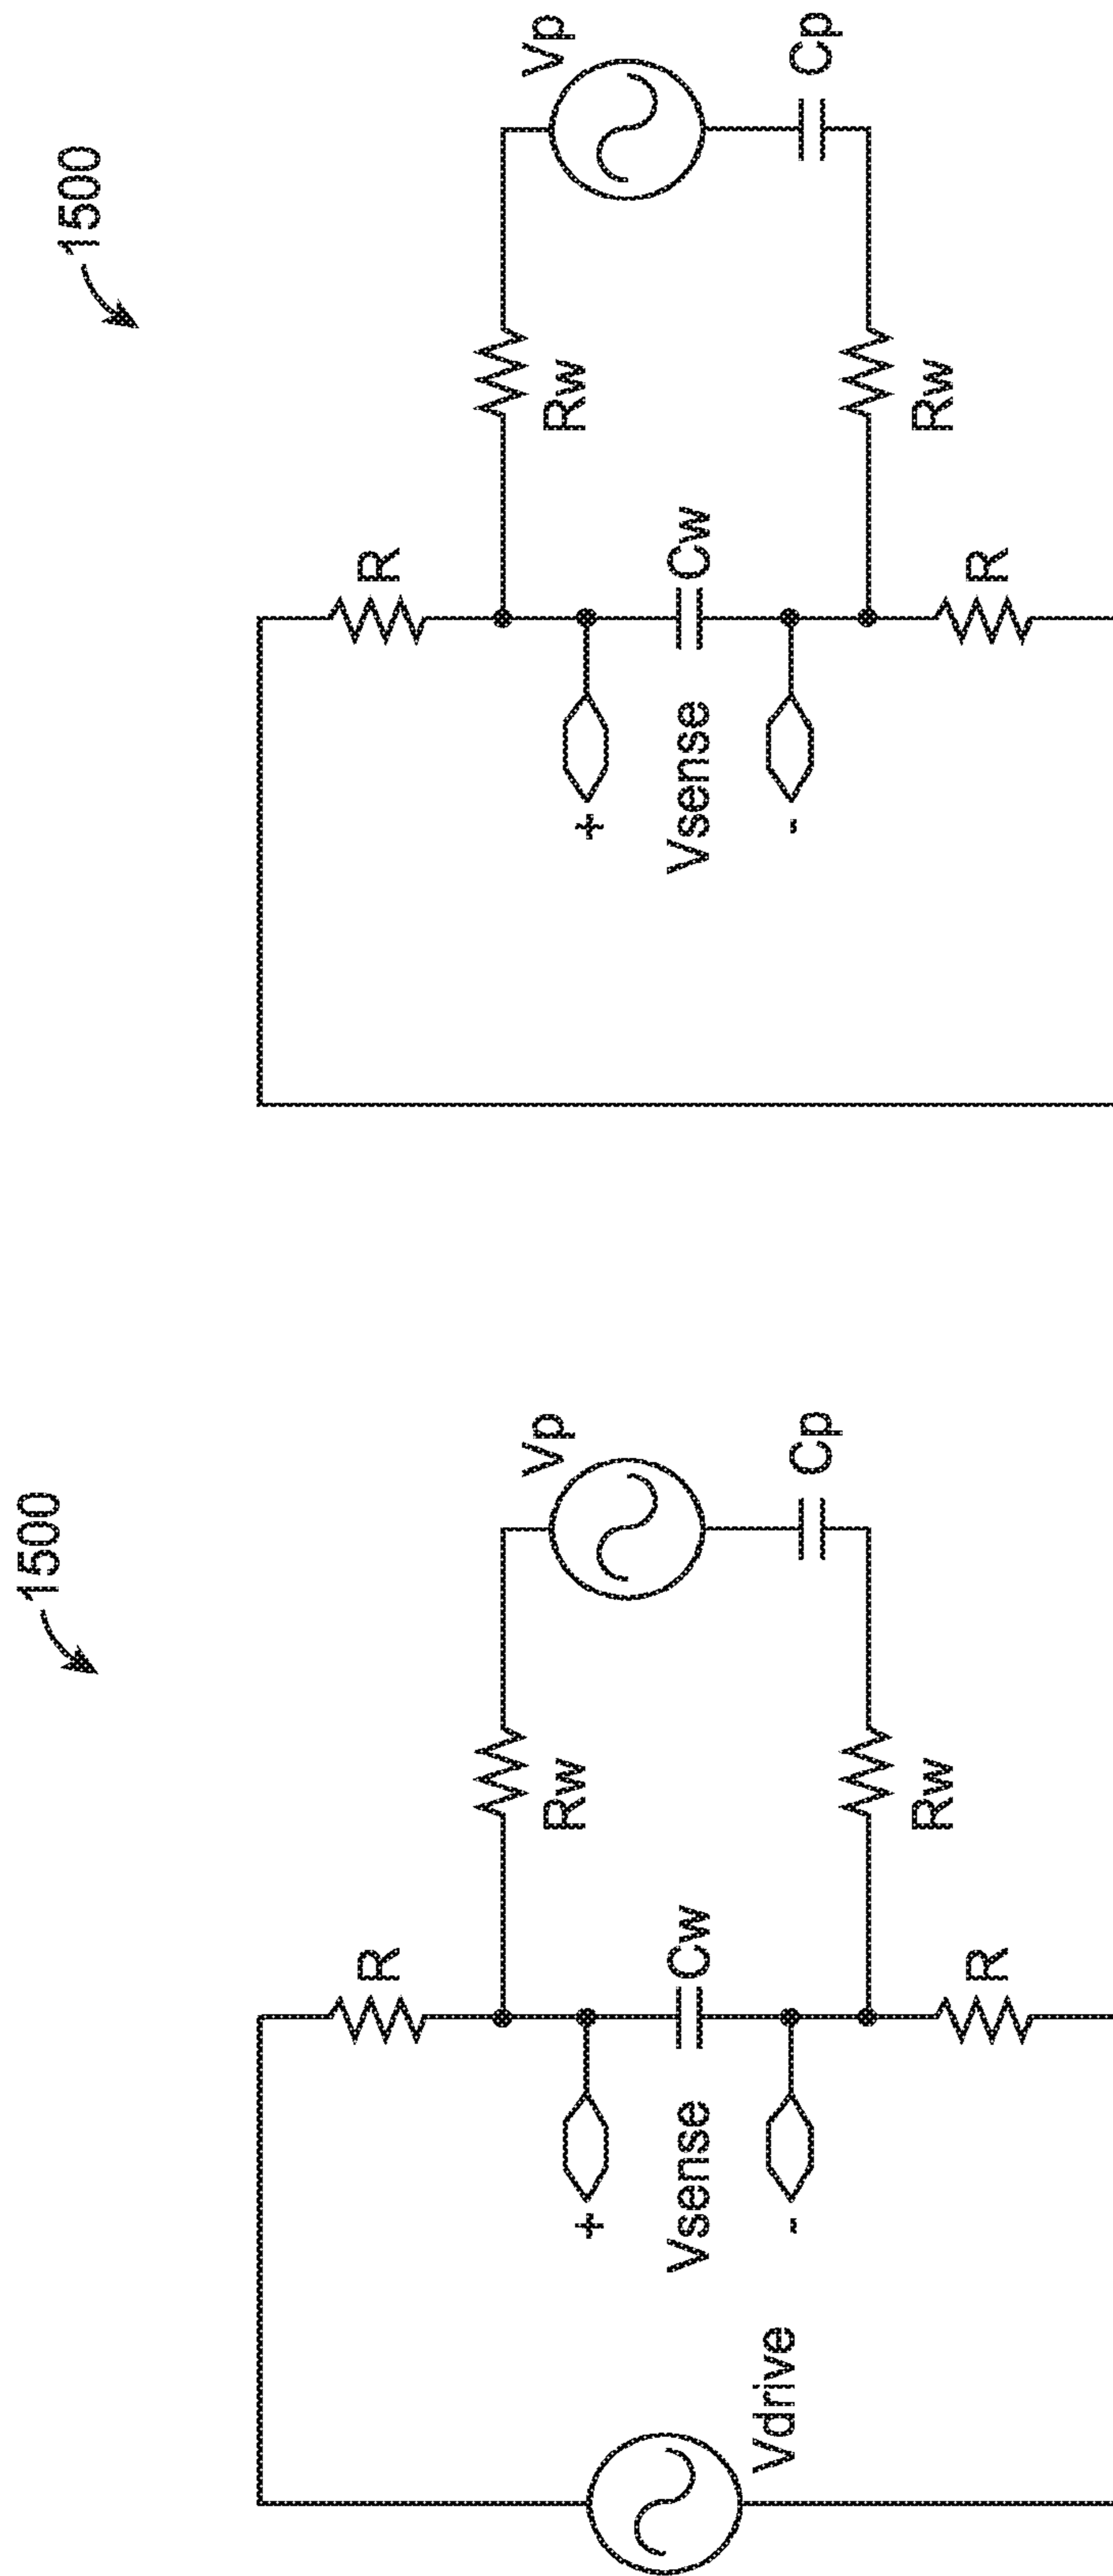 1500
R
Rw
Vp
+
Vsense
Cw
Cp
-
Rw
R
Vdrive
1500
R
Rw
Vp
+
Vsense
Cw
Cp
-
Rw
R